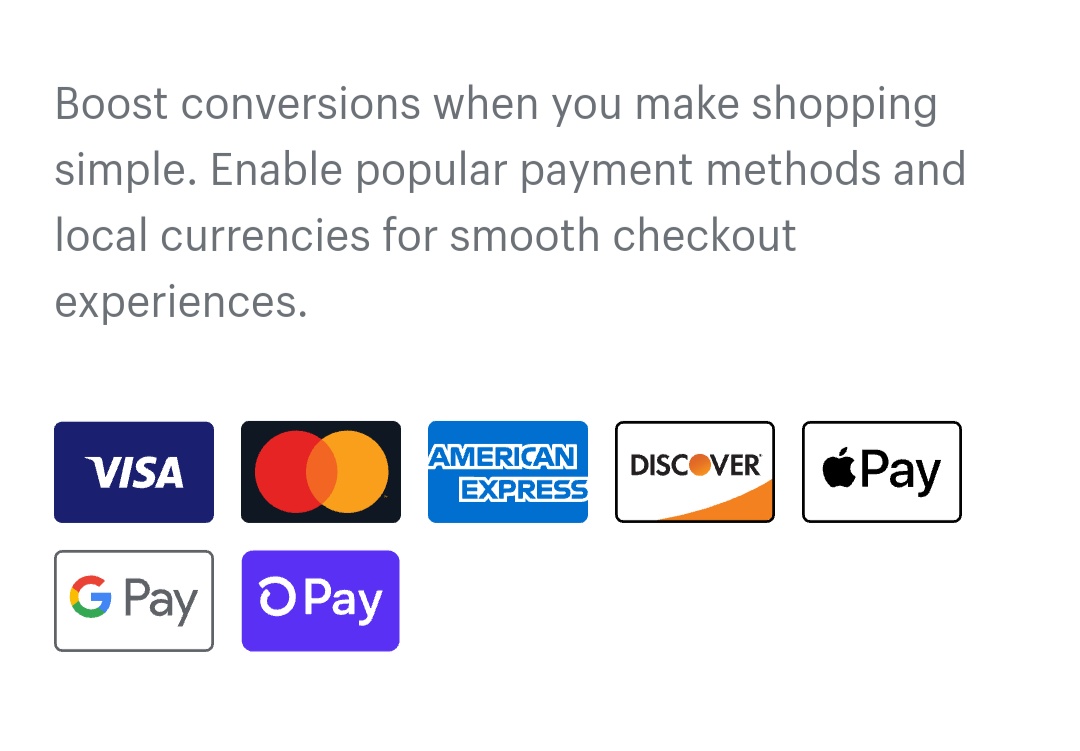 Boost conversions when you make shopping
simple. Enable popular payment methods and
local currencies for smooth checkout
experiences.
VISA
AMERICAN
EXPRESS
DISCOVER
Pay
G Pay
Pay